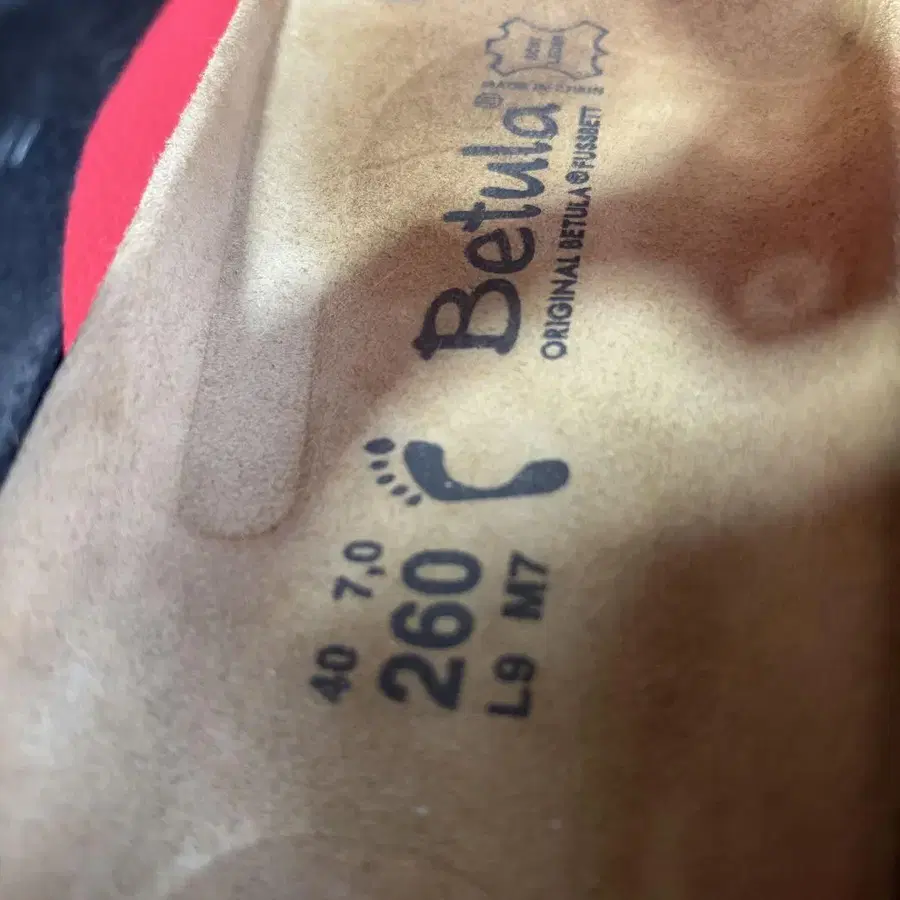 Betula®
ORIGINAL BETULA®FUSSBETT
40 7,0
260
L9 M7